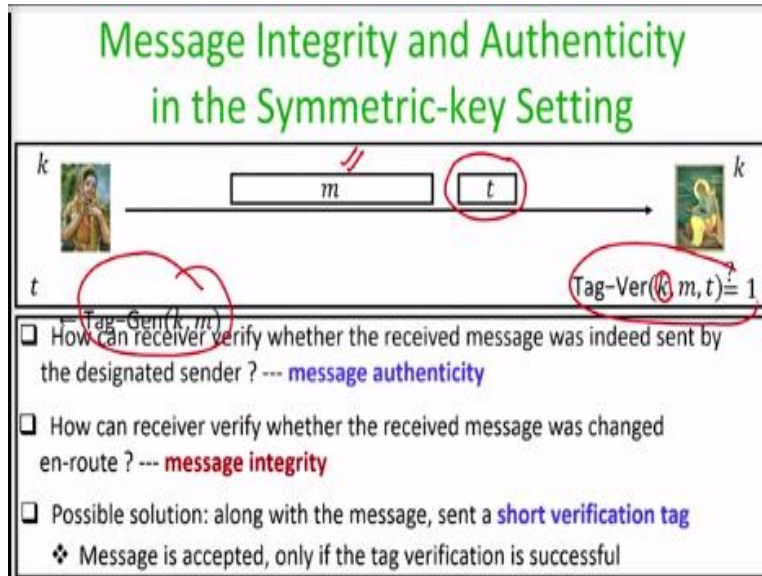 Message Integrity and Authenticity
in the Symmetric-key Setting
k
m
t
k
t
← Tag-Gen(k, m)
Tag-Ver(k, m, t) ≟ 1
❑ How can receiver verify whether the received message was indeed sent by
the designated sender ? --- message authenticity
❑ How can receiver verify whether the received message was changed
en-route ? --- message integrity
❑ Possible solution: along with the message, sent a short verification tag
❖ Message is accepted, only if the tag verification is successful